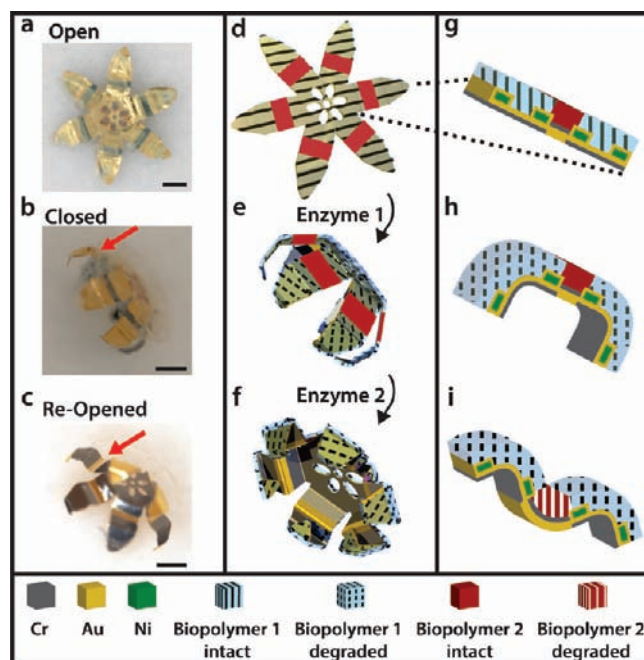 a
Open
b
Closed
c
Re-Opened
d
e
Enzyme 1
f
Enzyme 2
g
h
i
Cr
Au
Ni
Biopolymer 1
intact
Biopolymer 1
degraded
Biopolymer 2
intact
Biopolymer 2
degraded